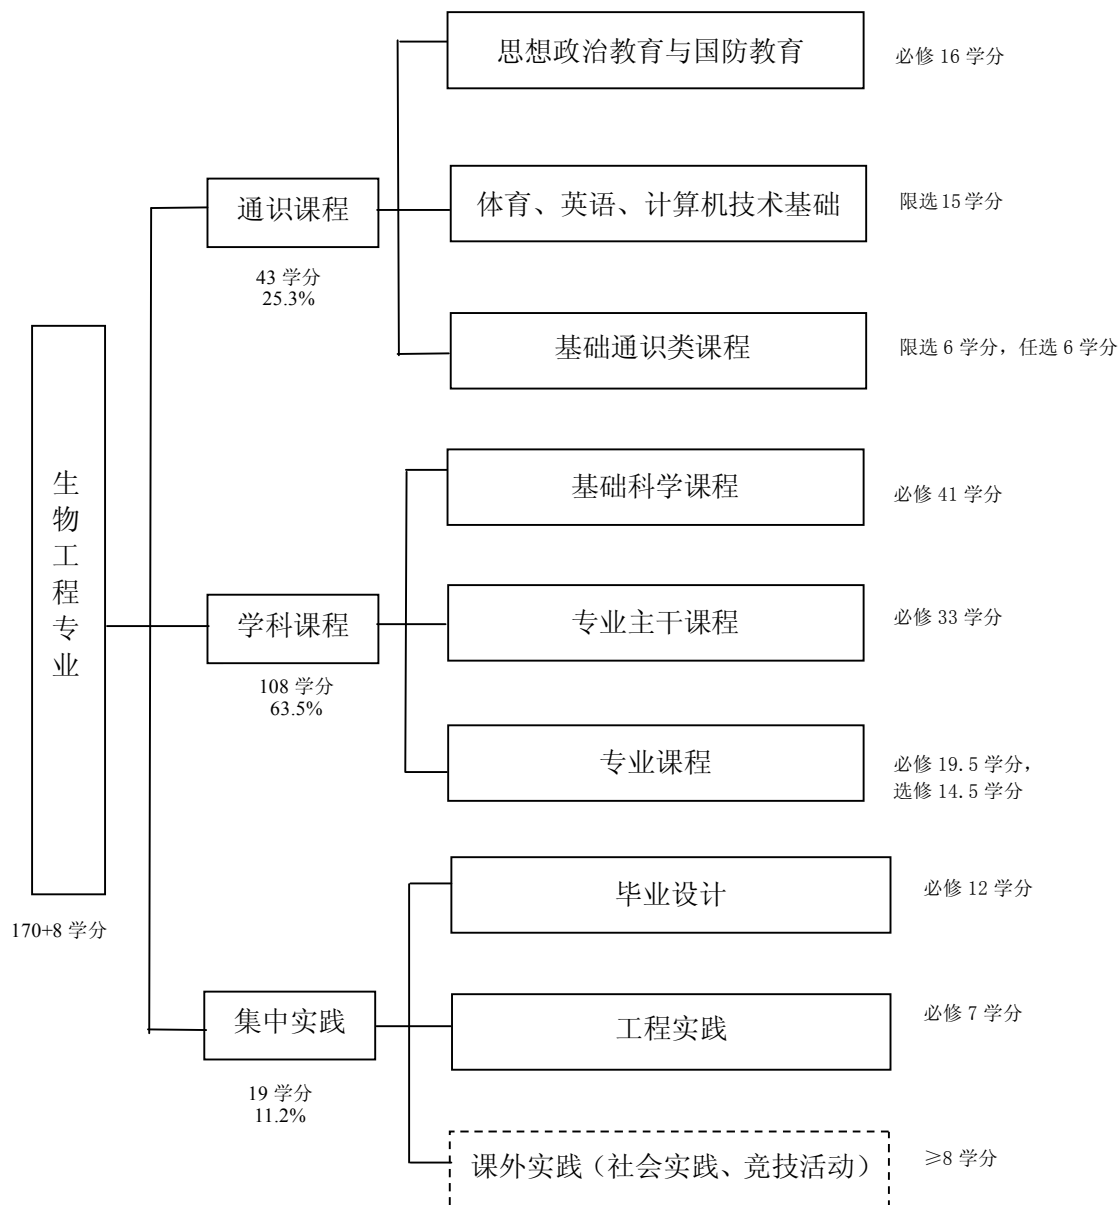 思想政治教育与国防教育
必修 16 学分
通识课程
体育、英语、计算机技术基础
限选 15 学分
43 学分
25.3%
基础通识类课程
限选 6 学分，任选 6 学分
生物工程专业
170+8 学分
基础科学课程
必修 41 学分
学科课程
专业主干课程
必修 33 学分
108 学分
63.5%
专业课程
必修 19.5 学分，
选修 14.5 学分
毕业设计
必修 12 学分
集中实践
工程实践
必修 7 学分
19 学分
11.2%
课外实践（社会实践、竞技活动）
≥8 学分